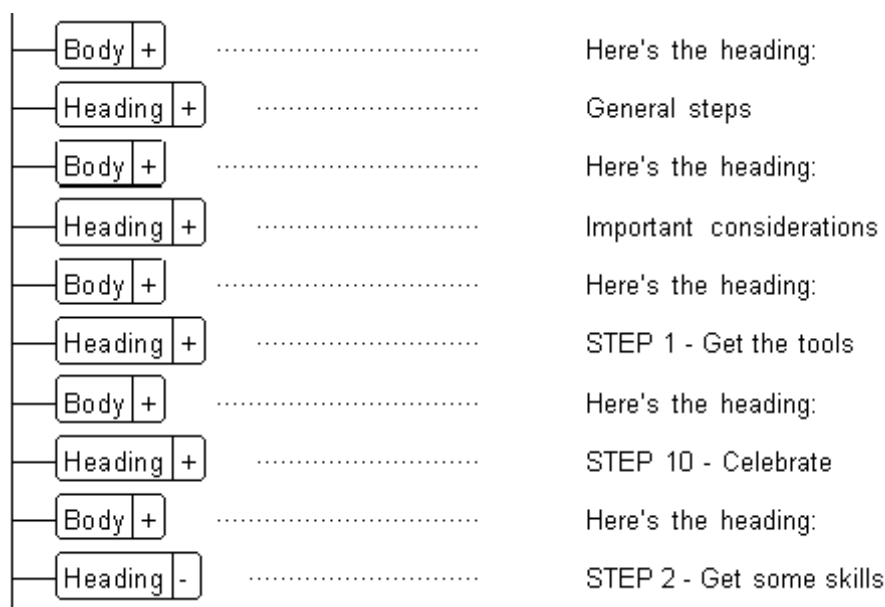 Body + Here's the heading:
Heading + General steps
Body + Here's the heading:
Heading + Important considerations
Body + Here's the heading:
Heading + STEP 1 - Get the tools
Body + Here's the heading:
Heading + STEP 10 - Celebrate
Body + Here's the heading:
Heading - STEP 2 - Get some skills